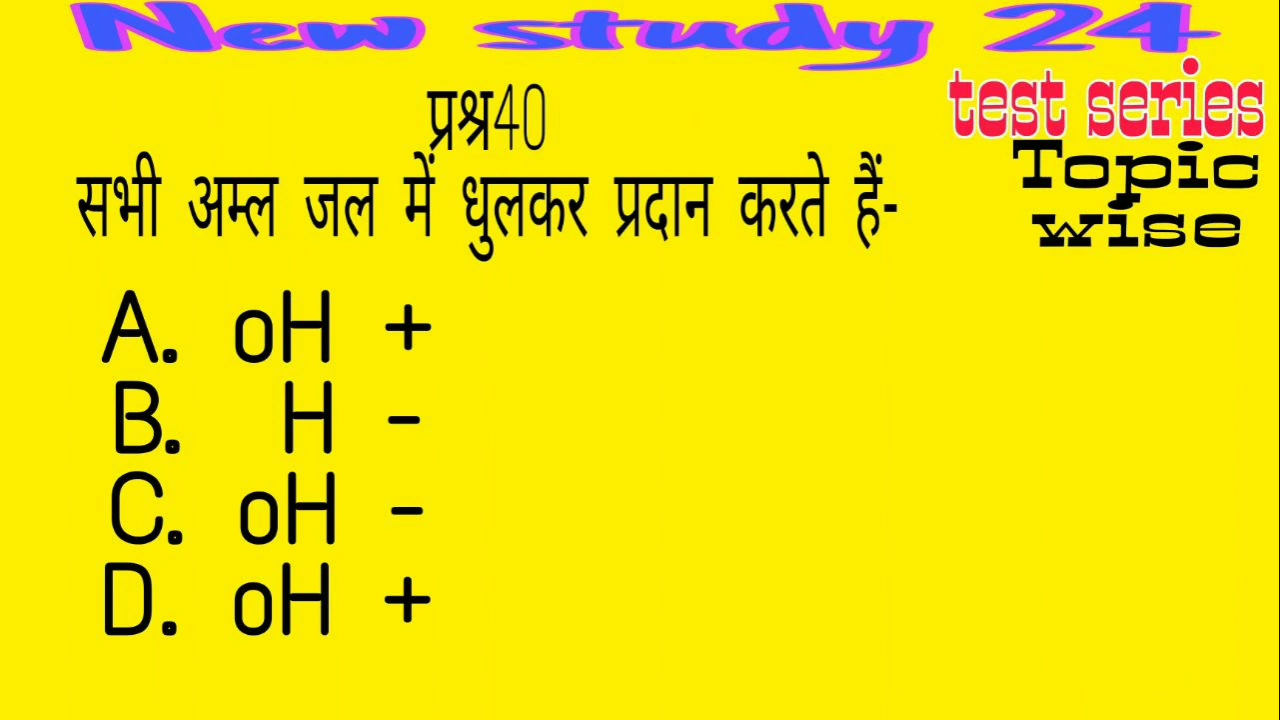 New study 24
test series
Topic
wise
प्रश्न40
सभी अम्ल जल में धुलकर प्रदान करते हैं-
A. oH +
B. H -
C. oH -
D. oH +